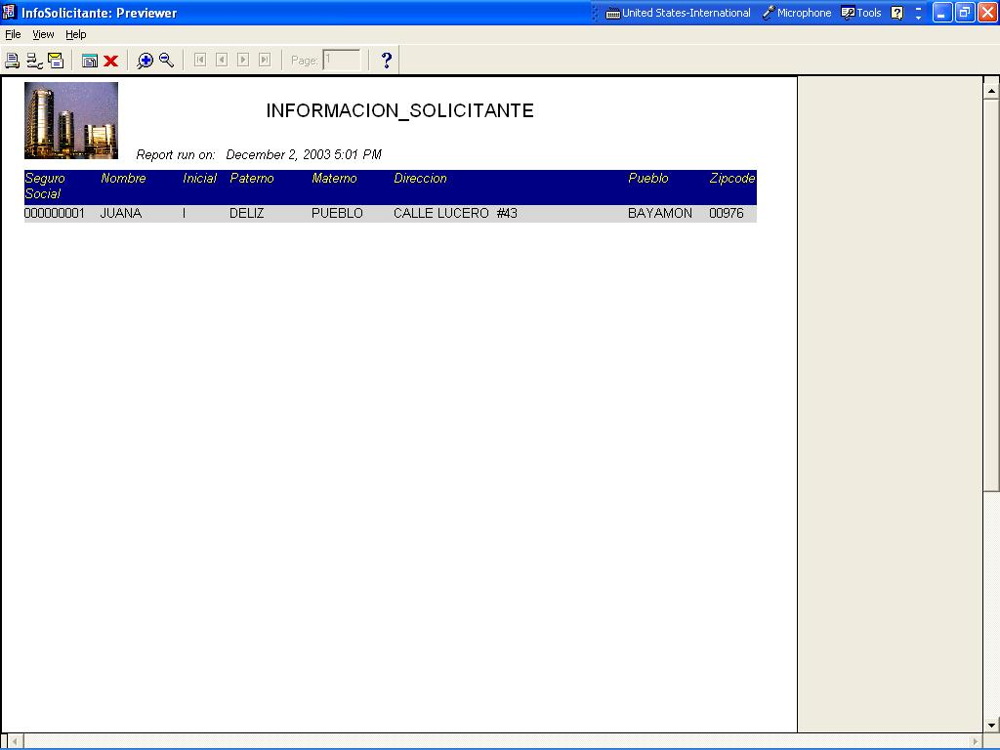 InfoSolicitante: Previewer
United States-International Microphone Tools ?
File View Help
Page: 1 ?
INFORMACION_SOLICITANTE
Report run on: December 2, 2003 5:01 PM
Seguro Social Nombre Inicial Paterno Materno Direccion Pueblo Zipcode
000000001 JUANA I DELIZ PUEBLO CALLE LUCERO #43 BAYAMON 00976